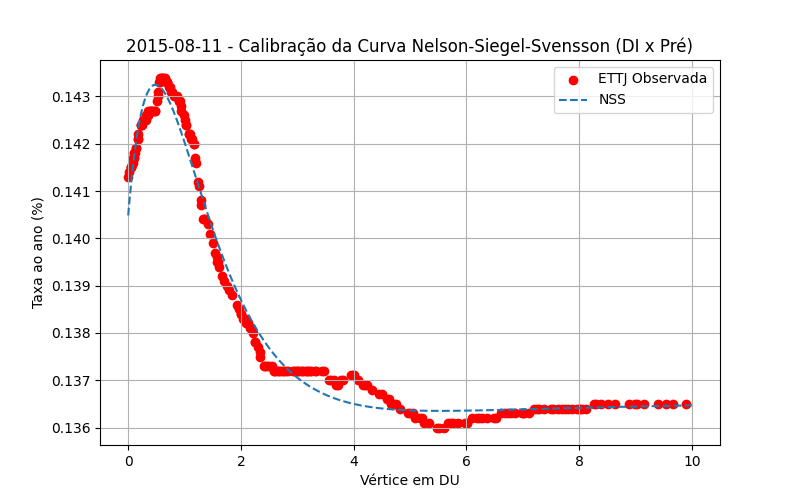 2015-08-11 - Calibração da Curva Nelson-Siegel-Svensson (DI x Pré)
ETTJ Observada
NSS
Taxa ao ano (%)
0.143
0.142
0.141
0.140
0.139
0.138
0.137
0.136
0 2 4 6 8 10
Vértice em DU